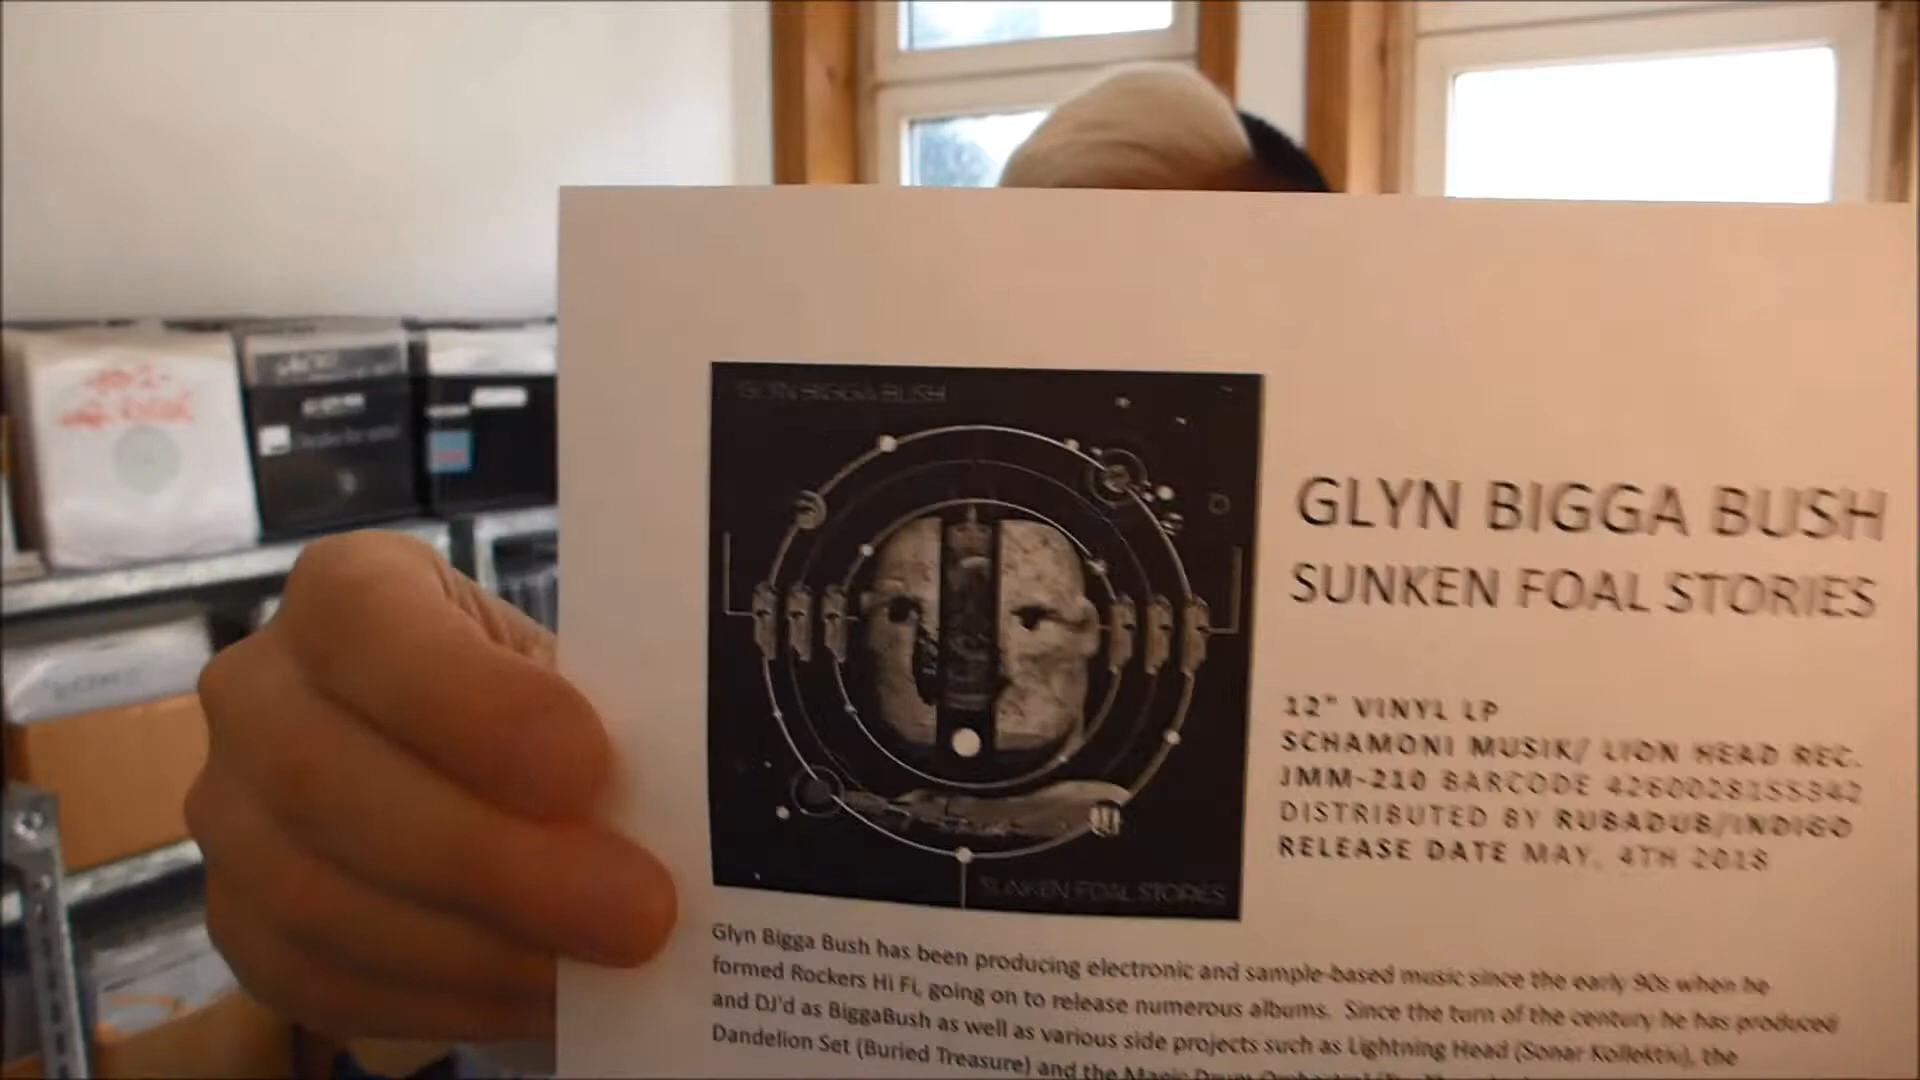 GLYN BIGGA BUSH
GLYN BIGGA BUSH
SUNKEN FOAL STORIES
12" VINYL LP
SCHAMONI MUSIK/ LION HEAD REC.
JMM-210 BARCODE 4260028155342
DISTRIBUTED BY RUBADUB/INDIGO
RELEASE DATE MAY, 4TH 2018
SUNKEN FOAL STORIES
Glyn Bigga Bush has been producing electronic and sample-based music since the early 90s when he
formed Rockers Hi Fi, going on to release numerous albums. Since the turn of the century he has produced
and DJ'd as BiggaBush as well as various side projects such as Lightning Head (Sonar Kollektiv), the
Dandelion Set (Buried Treasure) and the Magic Drum